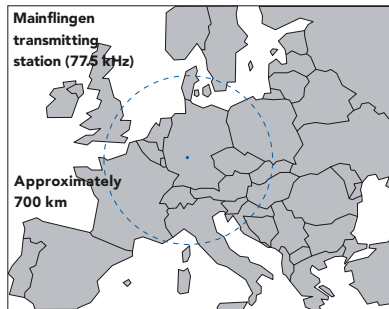 Mainflingen
transmitting
station (77.5 kHz)
Approximately
700 km